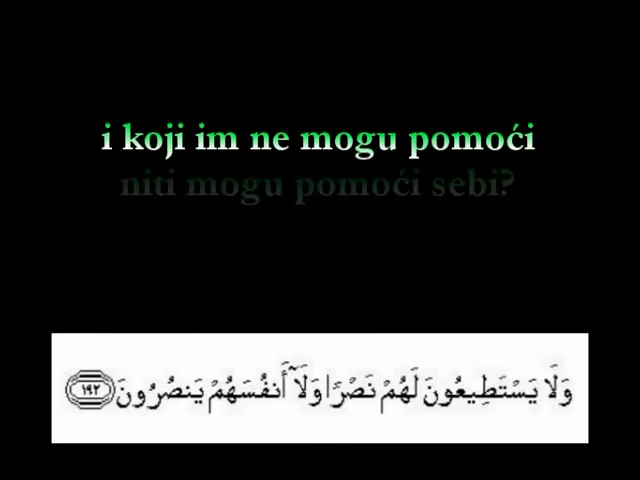 i koji im ne mogu pomoći
niti mogu pomoći sebi?
وَلَا يَسْتَطِيعُونَ لَهُمْ نَصْرًا وَلَآ أَنفُسَهُمْ يَنصُرُونَ ١٩٢